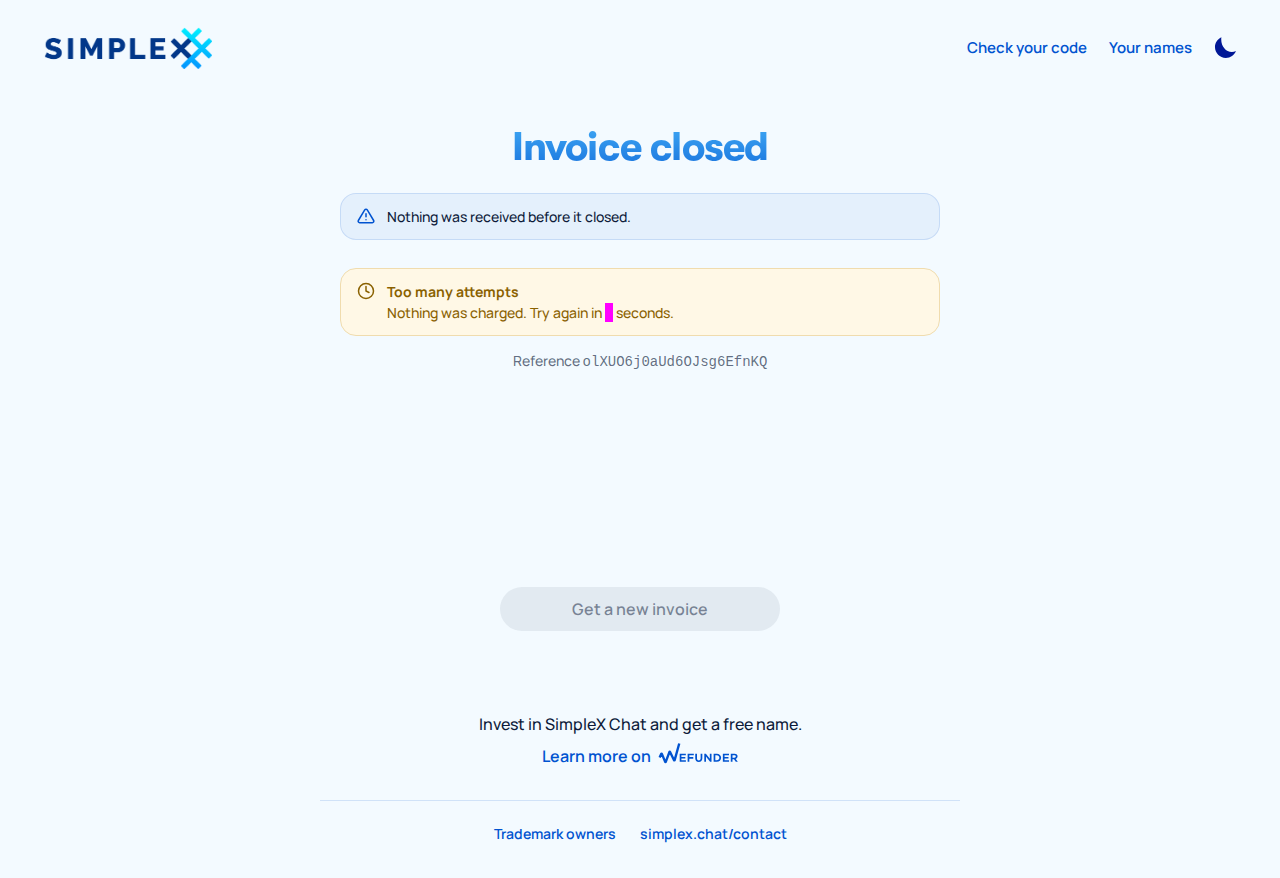 SIMPLEX
Check your code
Your names
Invoice closed
Nothing was received before it closed.
Too many attempts
Nothing was charged. Try again in seconds.
Reference olXUO6j0aUd6OJsg6EfnKQ
Get a new invoice
Invest in SimpleX Chat and get a free name.
Learn more on WEFUNDER
Trademark owners
simplex.chat/contact